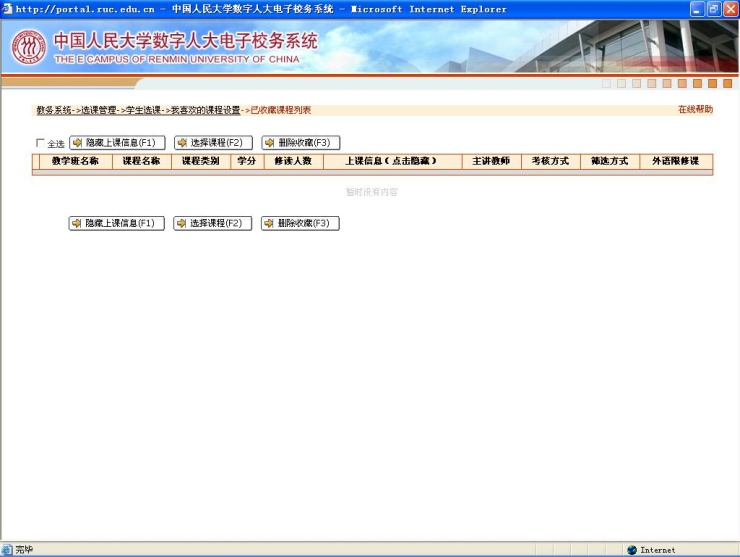 http://portal.ruc.edu.cn - 中国人民大学数字人大电子校务系统 - Microsoft Internet Explorer
中国人民大学数字人大电子校务系统
THE E CAMPUS OF RENMIN UNIVERSITY OF CHINA
教务系统->选课管理->学生选课->我喜欢的课程设置->已收藏课程列表 在线帮助
全选 隐藏上课信息(F1) 选择课程(F2) 删除收藏(F3)
教学班名称 课程名称 课程类别 学分 修读人数 上课信息(点击隐藏) 主讲教师 考核方式 筛选方式 外语限修课
暂时没有内容
隐藏上课信息(F1) 选择课程(F2) 删除收藏(F3)
完毕 Internet